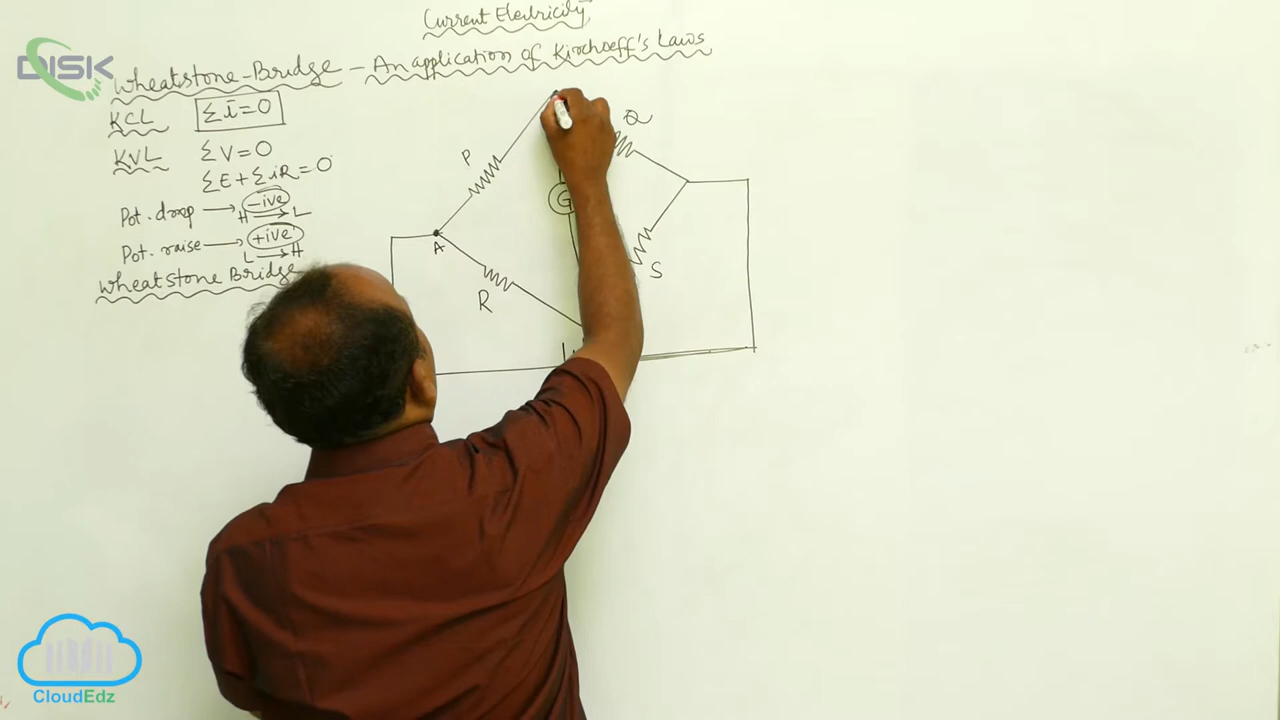 Current Electricity
DISK
Wheatstone-Bridge – An application of Kirchoeff's Laws
KCL Σi=0
KVL ΣV=0
ΣE+ΣiR=0
Pot. drop → -ive
H → L
Pot. raise → +ive
L → H
Wheatstone Bridge
P
Q
G
A
R
S
CloudEdz